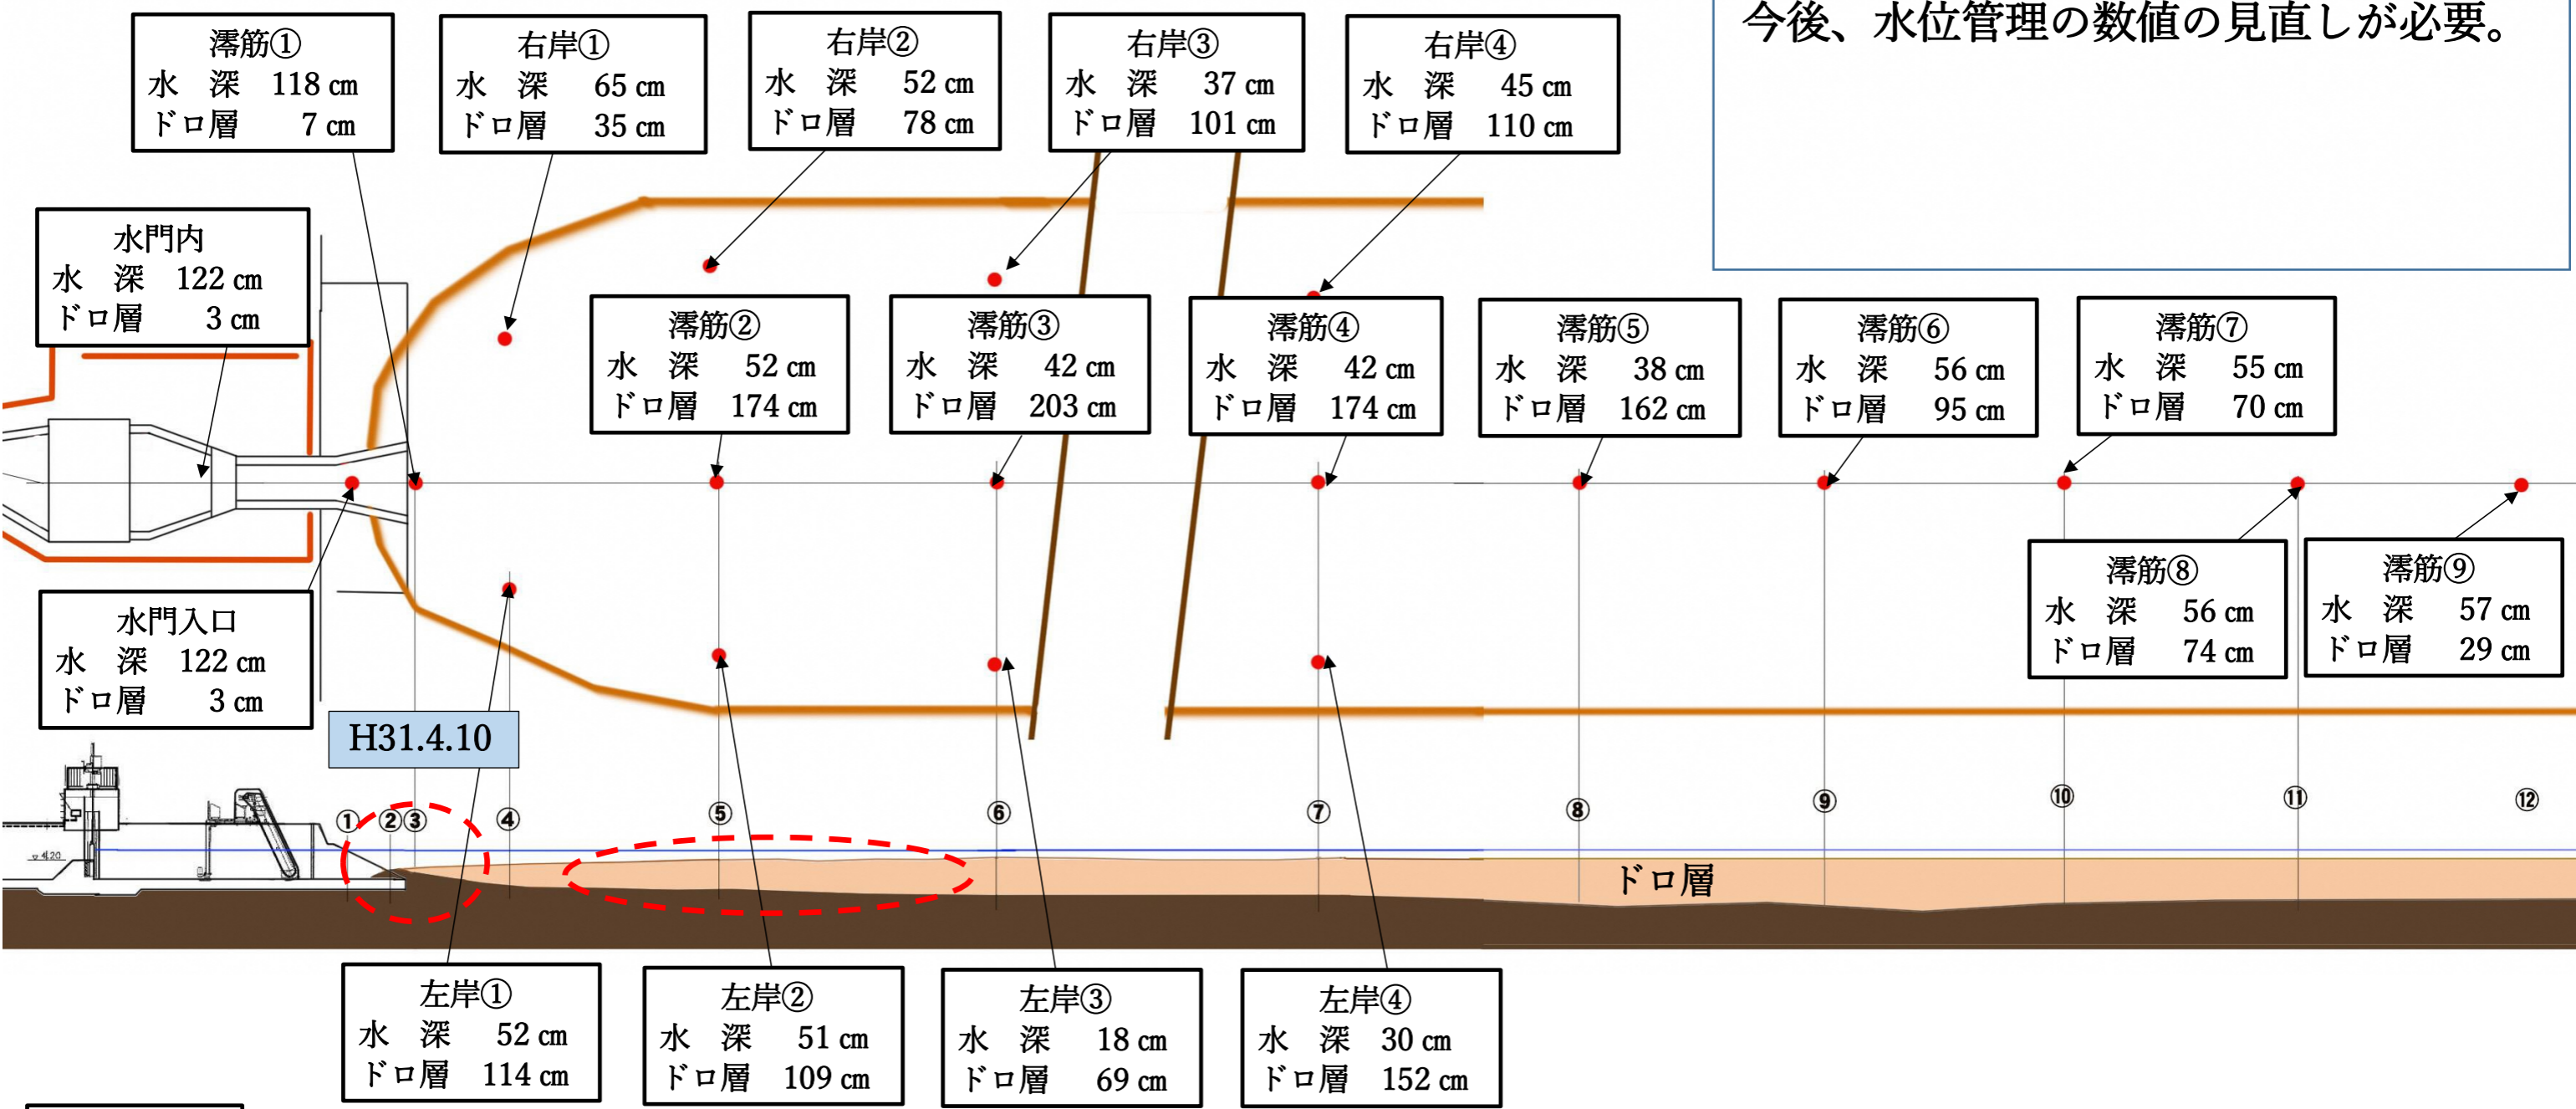 今後、水位管理の数値の見直しが必要。
澪筋①
水　深　118 ㎝
ドロ層　7 ㎝
右岸①
水　深　65 ㎝
ドロ層　35 ㎝
右岸②
水　深　52 ㎝
ドロ層　78 ㎝
右岸③
水　深　37 ㎝
ドロ層　101 ㎝
右岸④
水　深　45 ㎝
ドロ層　110 ㎝
水門内
水　深　122 ㎝
ドロ層　3 ㎝
澪筋②
水　深　52 ㎝
ドロ層　174 ㎝
澪筋③
水　深　42 ㎝
ドロ層　203 ㎝
澪筋④
水　深　42 ㎝
ドロ層　174 ㎝
澪筋⑤
水　深　38 ㎝
ドロ層　162 ㎝
澪筋⑥
水　深　56 ㎝
ドロ層　95 ㎝
澪筋⑦
水　深　55 ㎝
ドロ層　70 ㎝
水門入口
水　深　122 ㎝
ドロ層　3 ㎝
澪筋⑧
水　深　56 ㎝
ドロ層　74 ㎝
澪筋⑨
水　深　57 ㎝
ドロ層　29 ㎝
H31.4.10
① ② ③ ④ ⑤ ⑥ ⑦ ⑧ ⑨ ⑩ ⑪ ⑫
ドロ層
左岸①
水　深　52 ㎝
ドロ層　114 ㎝
左岸②
水　深　51 ㎝
ドロ層　109 ㎝
左岸③
水　深　18 ㎝
ドロ層　69 ㎝
左岸④
水　深　30 ㎝
ドロ層　152 ㎝